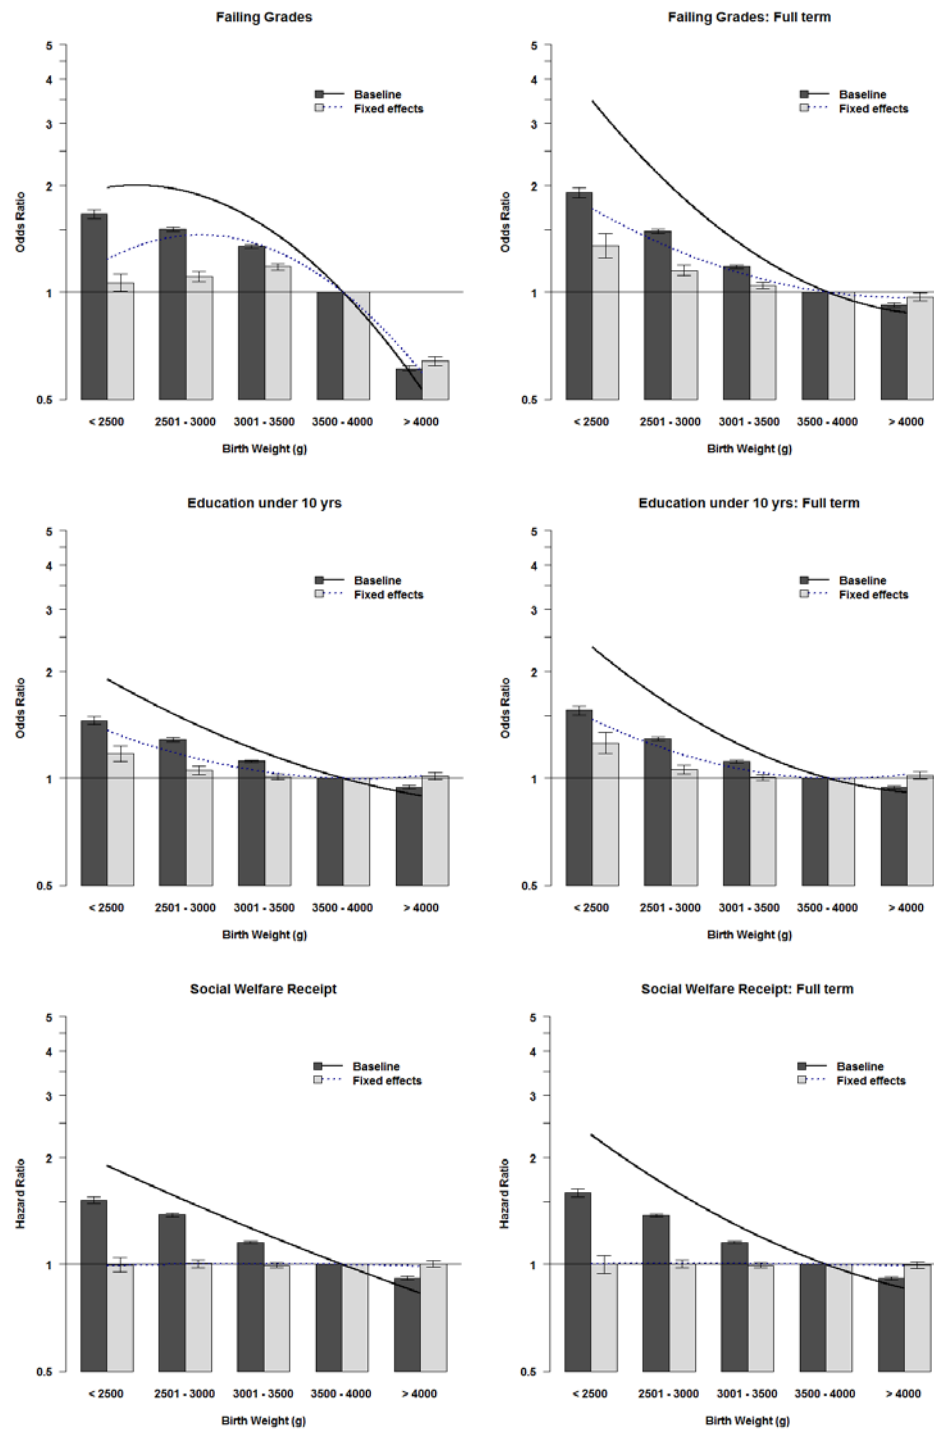 Failing Grades
5
4
3
2
1
0.5
Odds Ratio
Baseline
Fixed effects
< 2500
2501 - 3000
3001 - 3500
3500 - 4000
> 4000
Birth Weight (g)
Failing Grades: Full term
5
4
3
2
1
0.5
Odds Ratio
Baseline
Fixed effects
< 2500
2501 - 3000
3001 - 3500
3500 - 4000
> 4000
Birth Weight (g)
Education under 10 yrs
5
4
3
2
1
0.5
Odds Ratio
Baseline
Fixed effects
< 2500
2501 - 3000
3001 - 3500
3500 - 4000
> 4000
Birth Weight (g)
Education under 10 yrs: Full term
5
4
3
2
1
0.5
Odds Ratio
Baseline
Fixed effects
< 2500
2501 - 3000
3001 - 3500
3500 - 4000
> 4000
Birth Weight (g)
Social Welfare Receipt
5
4
3
2
1
0.5
Hazard Ratio
Baseline
Fixed effects
< 2500
2501 - 3000
3001 - 3500
3500 - 4000
> 4000
Birth Weight (g)
Social Welfare Receipt: Full term
5
4
3
2
1
0.5
Hazard Ratio
Baseline
Fixed effects
< 2500
2501 - 3000
3001 - 3500
3500 - 4000
> 4000
Birth Weight (g)